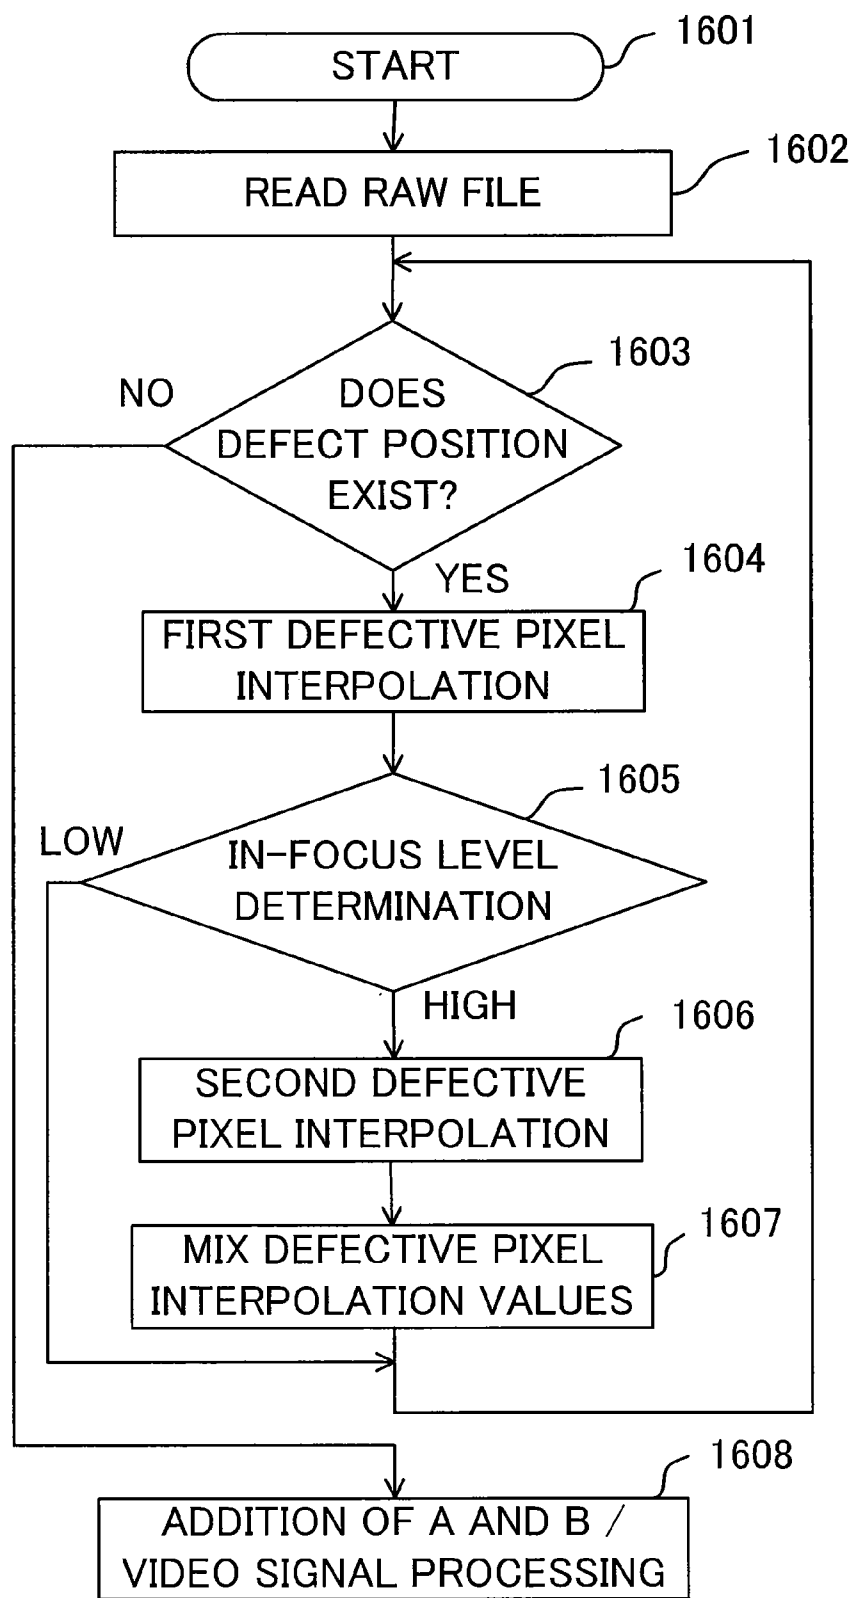 1601
START
1602
READ RAW FILE
1603
NO
DOES
DEFECT POSITION
EXIST?
YES
1604
FIRST DEFECTIVE PIXEL
INTERPOLATION
1605
LOW
IN-FOCUS LEVEL
DETERMINATION
HIGH
1606
SECOND DEFECTIVE
PIXEL INTERPOLATION
1607
MIX DEFECTIVE PIXEL
INTERPOLATION VALUES
1608
ADDITION OF A AND B /
VIDEO SIGNAL PROCESSING